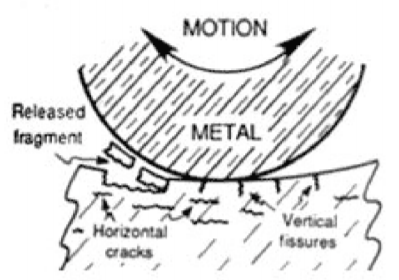 MOTION
METAL
Released
fragment
Horizontal
cracks
Vertical
fissures